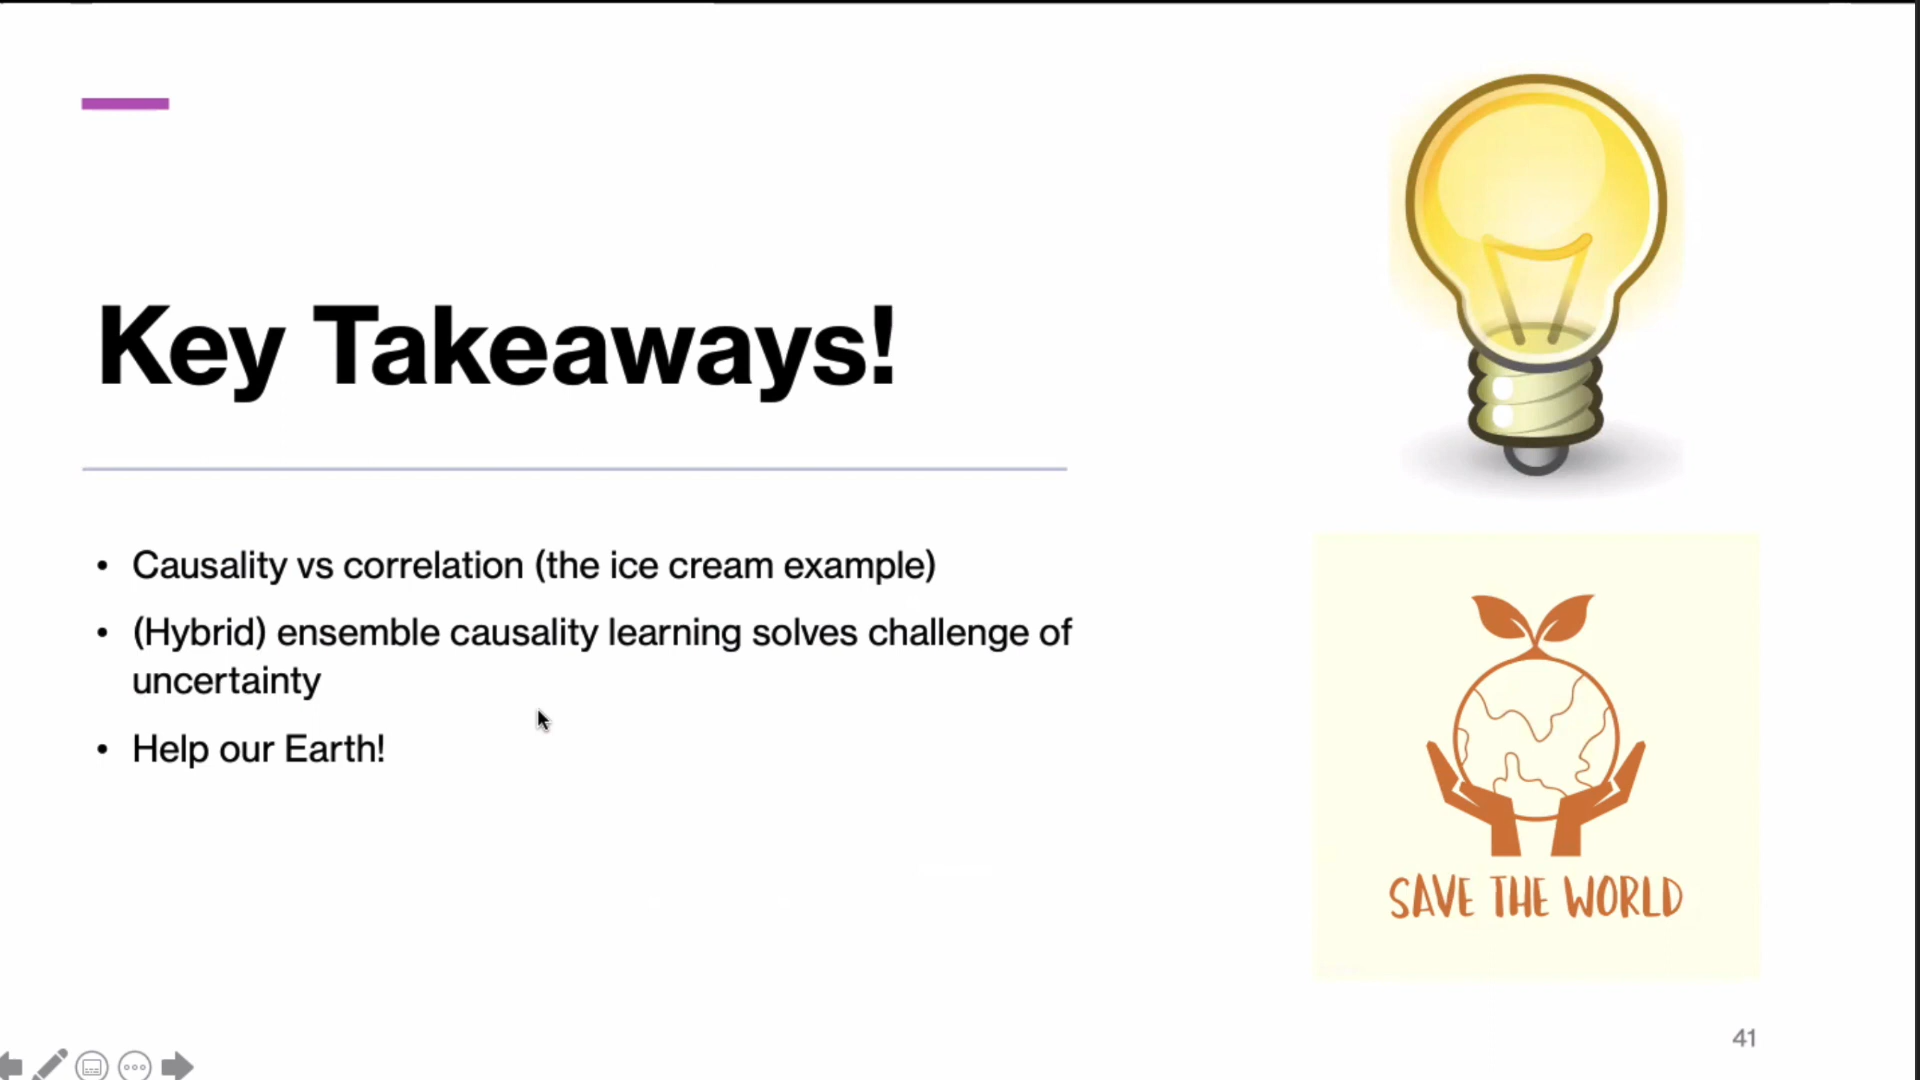 Key Takeaways!
• Causality vs correlation (the ice cream example)
• (Hybrid) ensemble causality learning solves challenge of
uncertainty
• Help our Earth!
SAVE THE WORLD
41